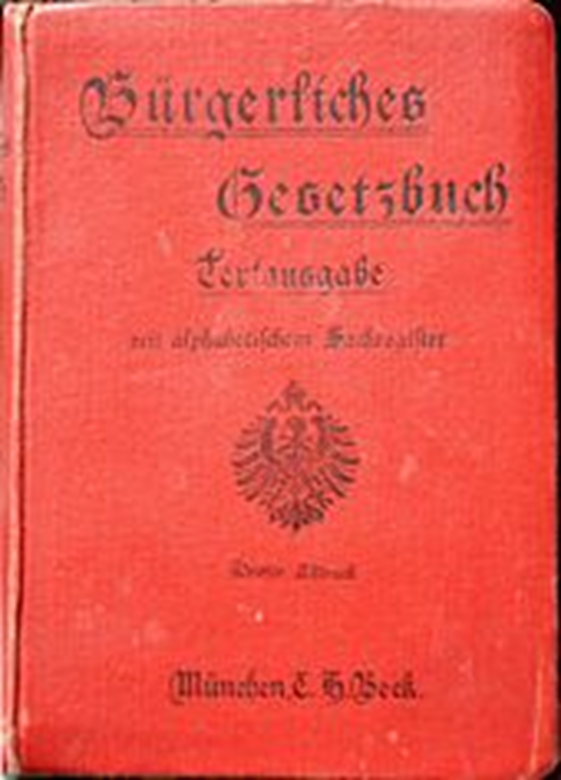 Bürgerliches
Gesetzbuch
Textausgabe
mit alphabetischem Sachregister
München, C. H. Beck.